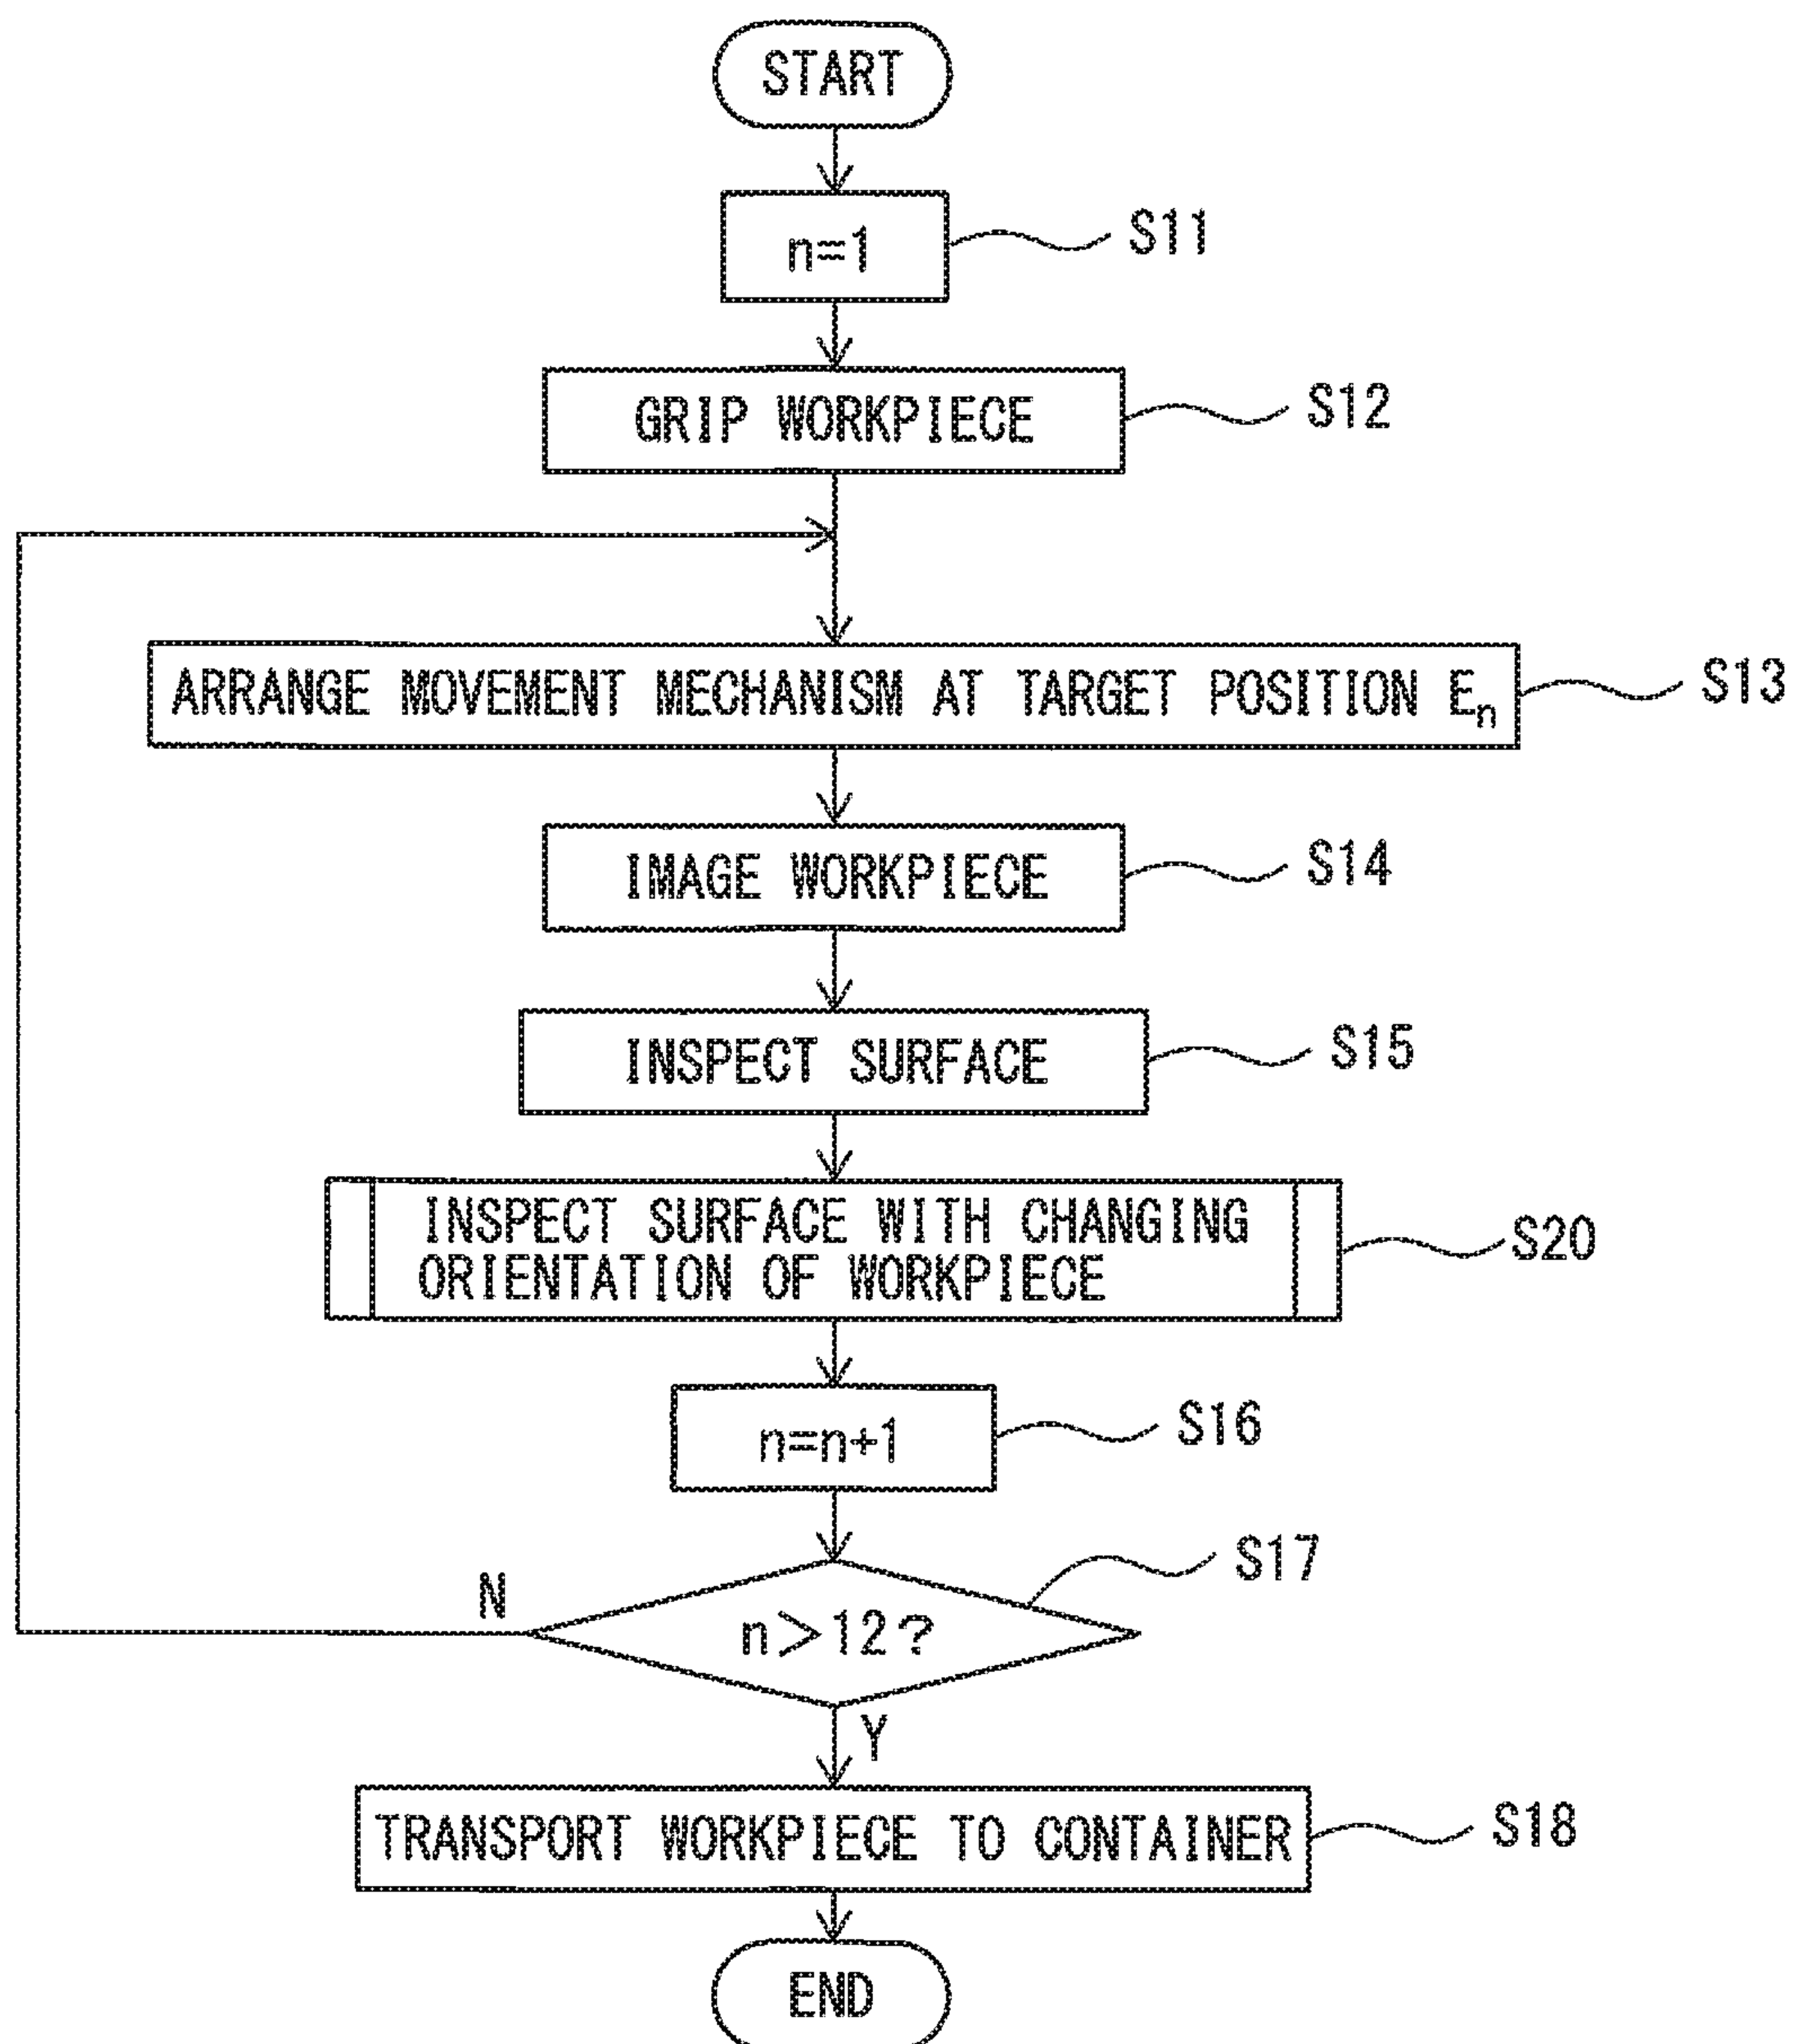 START
n=1
S11
GRIP WORKPIECE
S12
ARRANGE MOVEMENT MECHANISM AT TARGET POSITION Eₙ
S13
IMAGE WORKPIECE
S14
INSPECT SURFACE
S15
INSPECT SURFACE WITH CHANGING
ORIENTATION OF WORKPIECE
S20
n=n+1
S16
S17
N
n>12?
Y
TRANSPORT WORKPIECE TO CONTAINER
S18
END